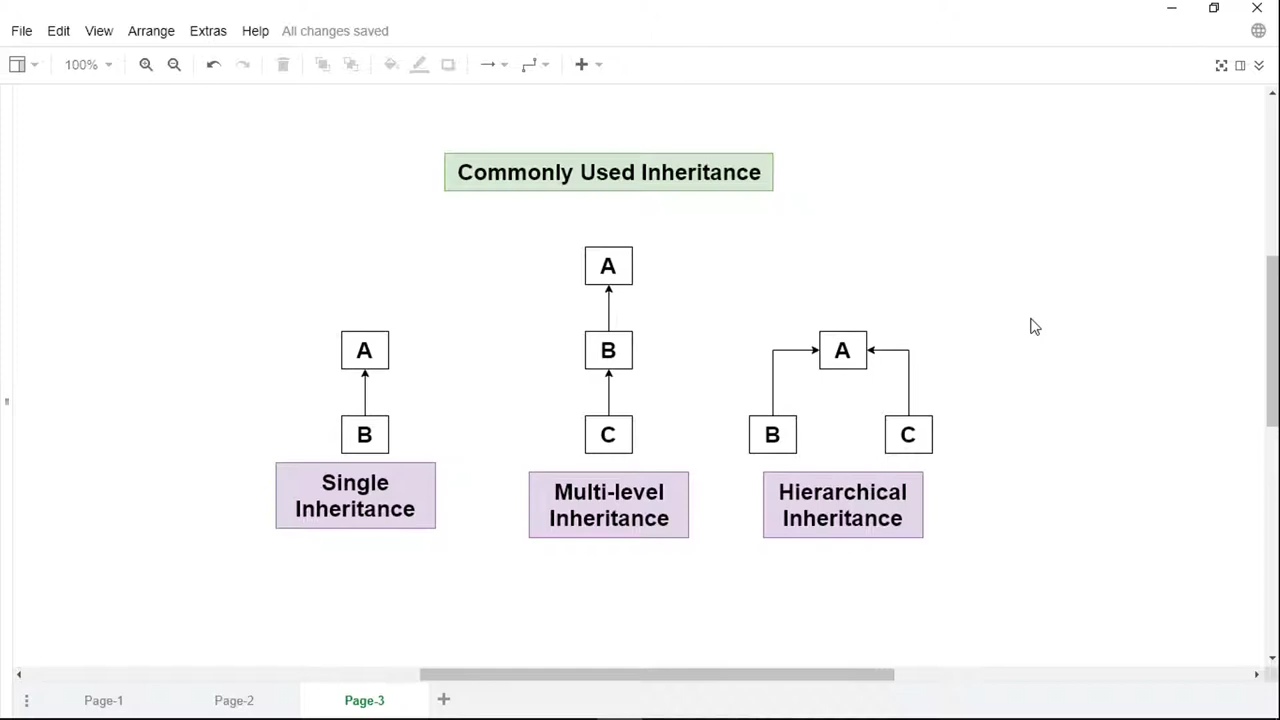 File Edit View Arrange Extras Help All changes saved
100%
Commonly Used Inheritance
A
B
Single
Inheritance
A
B
C
Multi-level
Inheritance
A
B C
Hierarchical
Inheritance
Page-1 Page-2 Page-3